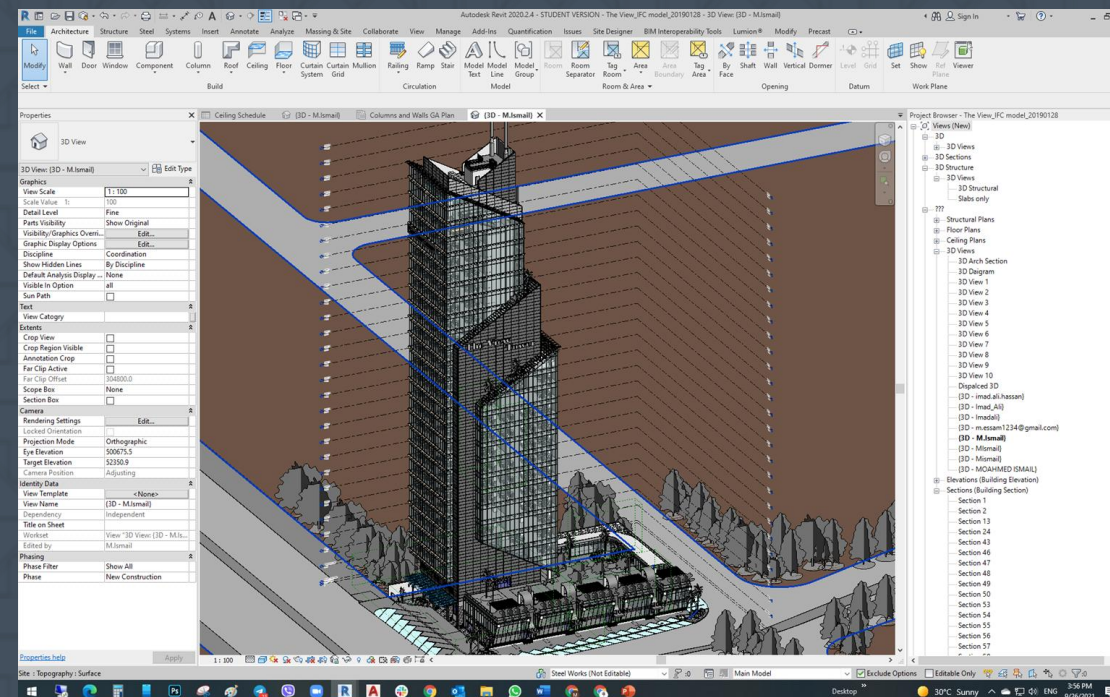 Autodesk Revit 2020.2.4 - STUDENT VERSION - The View_IFC model_20190128 - 3D View: {3D - M.Ismail}
Sign In
File Architecture Structure Steel Systems Insert Annotate Analyze Massing & Site Collaborate View Manage Add-Ins Quantification Issues Site Designer BIM Interoperability Tools Lumion® Modify Precast
Modify Wall Door Window Component Column Roof Ceiling Floor Curtain System Curtain Grid Mullion Railing Ramp Stair Model Text Model Line Model Group Room Room Separator Tag Room Area Area Boundary Tag Area By Face Shaft Wall Vertical Dormer Level Grid Set Show Ref Plane Viewer
Select Build Circulation Model Room & Area Opening Datum Work Plane
Properties
Ceiling Schedule {3D - M.Ismail} Columns and Walls GA Plan {3D - M.Ismail}
3D View
3D View: {3D - M.Ismail} Edit Type
Graphics
View Scale 1 : 100
Scale Value 1: 100
Detail Level Fine
Parts Visibility Show Original
Visibility/Graphics Overri... Edit...
Graphic Display Options Edit...
Discipline Coordination
Show Hidden Lines By Discipline
Default Analysis Display ... None
Visible In Option all
Sun Path
Text
View Catogry
Extents
Crop View
Crop Region Visible
Annotation Crop
Far Clip Active
Far Clip Offset 304800.0
Scope Box None
Section Box
Camera
Rendering Settings Edit...
Locked Orientation
Projection Mode Orthographic
Eye Elevation 500675.5
Target Elevation 52350.9
Camera Position Adjusting
Identity Data
View Template <None>
View Name {3D - M.Ismail}
Dependency Independent
Title on Sheet
Workset View "3D View: {3D - M.Is...
Edited by M.Ismail
Phasing
Phase Filter Show All
Phase New Construction
Properties help Apply
1 : 100
Project Browser - The View_IFC model_20190128
Views (New)
3D
3D Views
3D Sections
3D Structure
3D Views
3D Structural
Slabs only
???
Structural Plans
Floor Plans
Ceiling Plans
3D Views
3D Arch Section
3D Daigram
3D View 1
3D View 2
3D View 3
3D View 4
3D View 5
3D View 6
3D View 7
3D View 8
3D View 9
3D View 10
Dispalced 3D
{3D - imad.ali.hassan}
{3D - Imad_Ali}
{3D - Imadali}
{3D - m.essam1234@gmail.com}
{3D - M.Ismail}
{3D - MIsmail}
{3D - Mismail}
{3D - MOAHMED ISMAIL}
Elevations (Building Elevation)
Sections (Building Section)
Section 1
Section 2
Section 13
Section 24
Section 43
Section 46
Section 47
Section 48
Section 49
Section 50
Section 53
Section 54
Section 55
Section 56
Section 57
Site : Topography : Surface Steel Works (Not Editable) :0 Main Model Exclude Options Editable Only :0
Desktop 30°C Sunny ENG 3:56 PM
9/26/2021